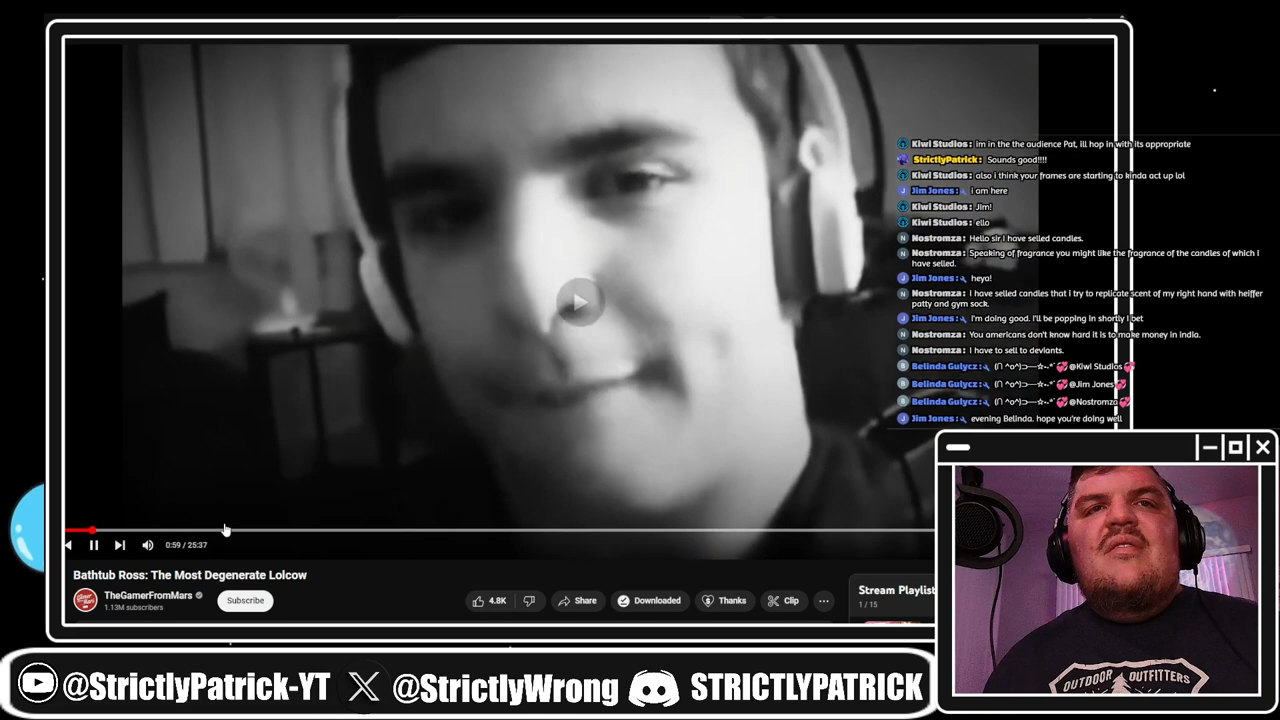 Kiwi Studios : im in the the audience Pat, ill hop in with its appropriate
StrictlyPatrick : Sounds good!!!!
Kiwi Studios : also i think your frames are starting to kinda act up lol
J Jim Jones : i am here
Kiwi Studios : Jim!
Kiwi Studios : ello
N Nostromza : Hello sir I have selled candles.
N Nostromza : Speaking of fragrance you might like the fragrance of the candles of which I
have selled.
J Jim Jones : heya!
N Nostromza : I have selled candles that i try to replicate scent of my right hand with heiffer
patty and gym sock.
J Jim Jones : I'm doing good. I'll be popping in shortly I bet
N Nostromza : You americans don't know hard it is to make money in india.
N Nostromza : I have to sell to deviants.
B Belinda Gulycz : (∩ ^o^)⊃━☆・*゙💞@Kiwi Studios💞
B Belinda Gulycz : (∩ ^o^)⊃━☆・*゙💞@Jim Jones💞
B Belinda Gulycz : (∩ ^o^)⊃━☆・*゙💞@Nostromza💞
J Jim Jones : evening Belinda. hope you're doing well
0:59 / 25:37
Bathtub Ross: The Most Degenerate Lolcow
TheGamerFromMars
1.13M subscribers
Subscribe
4.8K
Share
Downloaded
Thanks
Clip
Stream Playlist
1 / 15
OUTDOOR OUTFITTERS
@StrictlyPatrick-YT
@StrictlyWrong
STRICTLYPATRICK